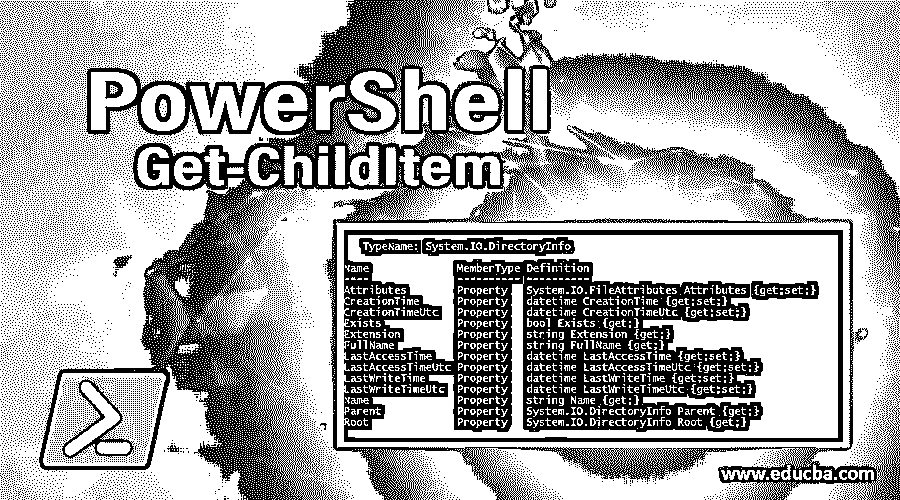 PowerShell
Get-ChildItem
TypeName: System.IO.DirectoryInfo
Name MemberType Definition
---- ---------- ----------
Attributes Property System.IO.FileAttributes Attributes {get;set;}
CreationTime Property datetime CreationTime {get;set;}
CreationTimeUtc Property datetime CreationTimeUtc {get;set;}
Exists Property bool Exists {get;}
Extension Property string Extension {get;}
FullName Property string FullName {get;}
LastAccessTime Property datetime LastAccessTime {get;set;}
LastAccessTimeUtc Property datetime LastAccessTimeUtc {get;set;}
LastWriteTime Property datetime LastWriteTime {get;set;}
LastWriteTimeUtc Property datetime LastWriteTimeUtc {get;set;}
Name Property string Name {get;}
Parent Property System.IO.DirectoryInfo Parent {get;}
Root Property System.IO.DirectoryInfo Root {get;}
www.educba.com